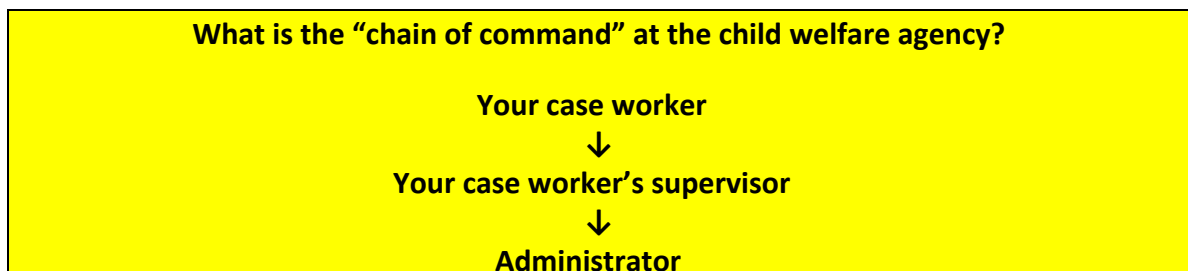 What is the “chain of command” at the child welfare agency?
Your case worker
↓
Your case worker’s supervisor
↓
Administrator